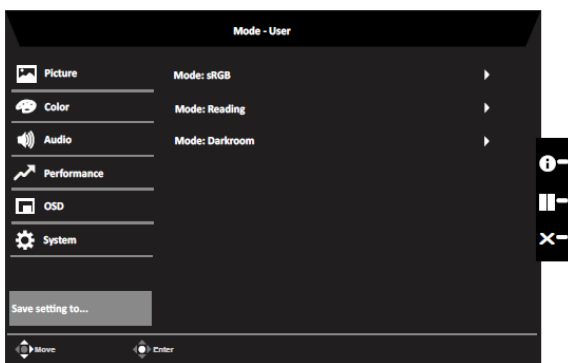 Mode - User
Picture
Color
Audio
Performance
OSD
System
Save setting to...
Mode: sRGB
Mode: Reading
Mode: Darkroom
Move
Enter